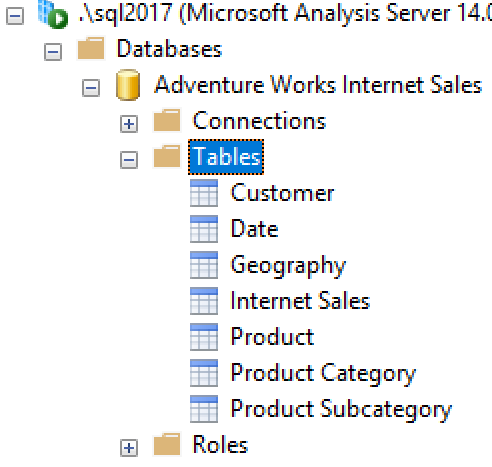 .\sql2017 (Microsoft Analysis Server 14.0
Databases
Adventure Works Internet Sales
Connections
Tables
Customer
Date
Geography
Internet Sales
Product
Product Category
Product Subcategory
Roles